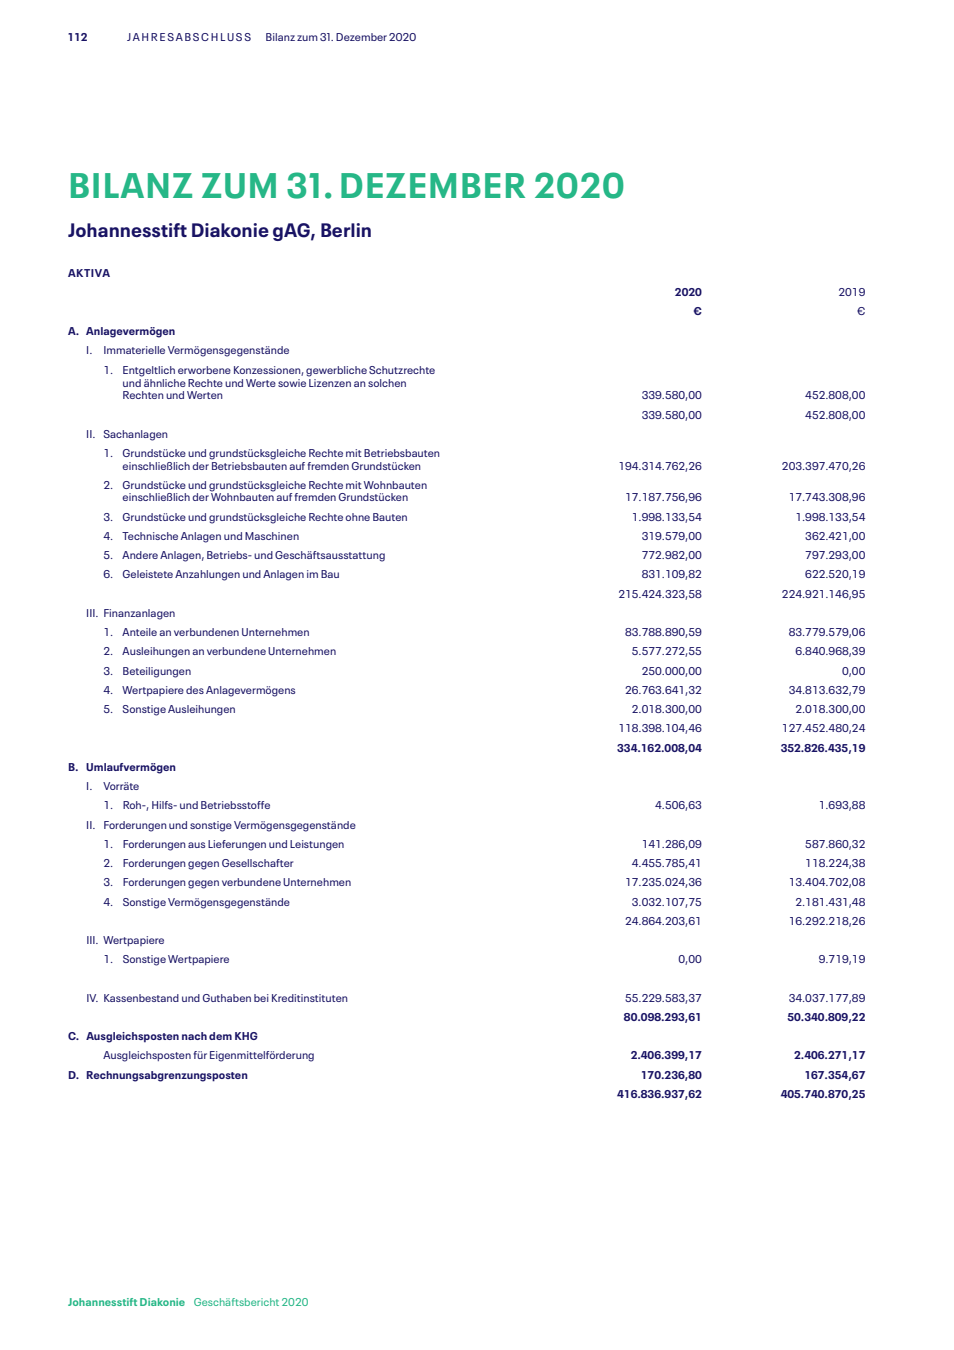 112 JAHRESABSCHLUSS Bilanz zum 31. Dezember 2020
BILANZ ZUM 31. DEZEMBER 2020
Johannesstift Diakonie gAG, Berlin
AKTIVA
2020 2019
€ €
A. Anlagevermögen
I. Immaterielle Vermögensgegenstände
1. Entgeltlich erworbene Konzessionen, gewerbliche Schutzrechte
und ähnliche Rechte und Werte sowie Lizenzen an solchen
Rechten und Werten 339.580,00 452.808,00
339.580,00 452.808,00
II. Sachanlagen
1. Grundstücke und grundstücksgleiche Rechte mit Betriebsbauten
einschließlich der Betriebsbauten auf fremden Grundstücken 194.314.762,26 203.397.470,26
2. Grundstücke und grundstücksgleiche Rechte mit Wohnbauten
einschließlich der Wohnbauten auf fremden Grundstücken 17.187.756,96 17.743.308,96
3. Grundstücke und grundstücksgleiche Rechte ohne Bauten 1.998.133,54 1.998.133,54
4. Technische Anlagen und Maschinen 319.579,00 362.421,00
5. Andere Anlagen, Betriebs- und Geschäftsausstattung 772.982,00 797.293,00
6. Geleistete Anzahlungen und Anlagen im Bau 831.109,82 622.520,19
215.424.323,58 224.921.146,95
III. Finanzanlagen
1. Anteile an verbundenen Unternehmen 83.788.890,59 83.779.579,06
2. Ausleihungen an verbundene Unternehmen 5.577.272,55 6.840.968,39
3. Beteiligungen 250.000,00 0,00
4. Wertpapiere des Anlagevermögens 26.763.641,32 34.813.632,79
5. Sonstige Ausleihungen 2.018.300,00 2.018.300,00
118.398.104,46 127.452.480,24
334.162.008,04 352.826.435,19
B. Umlaufvermögen
I. Vorräte
1. Roh-, Hilfs- und Betriebsstoffe 4.506,63 1.693,88
II. Forderungen und sonstige Vermögensgegenstände
1. Forderungen aus Lieferungen und Leistungen 141.286,09 587.860,32
2. Forderungen gegen Gesellschafter 4.455.785,41 118.224,38
3. Forderungen gegen verbundene Unternehmen 17.235.024,36 13.404.702,08
4. Sonstige Vermögensgegenstände 3.032.107,75 2.181.431,48
24.864.203,61 16.292.218,26
III. Wertpapiere
1. Sonstige Wertpapiere 0,00 9.719,19
IV. Kassenbestand und Guthaben bei Kreditinstituten 55.229.583,37 34.037.177,89
80.098.293,61 50.340.809,22
C. Ausgleichsposten nach dem KHG
Ausgleichsposten für Eigenmittelförderung 2.406.399,17 2.406.271,17
D. Rechnungsabgrenzungsposten 170.236,80 167.354,67
416.836.937,62 405.740.870,25
Johannesstift Diakonie Geschäftsbericht 2020